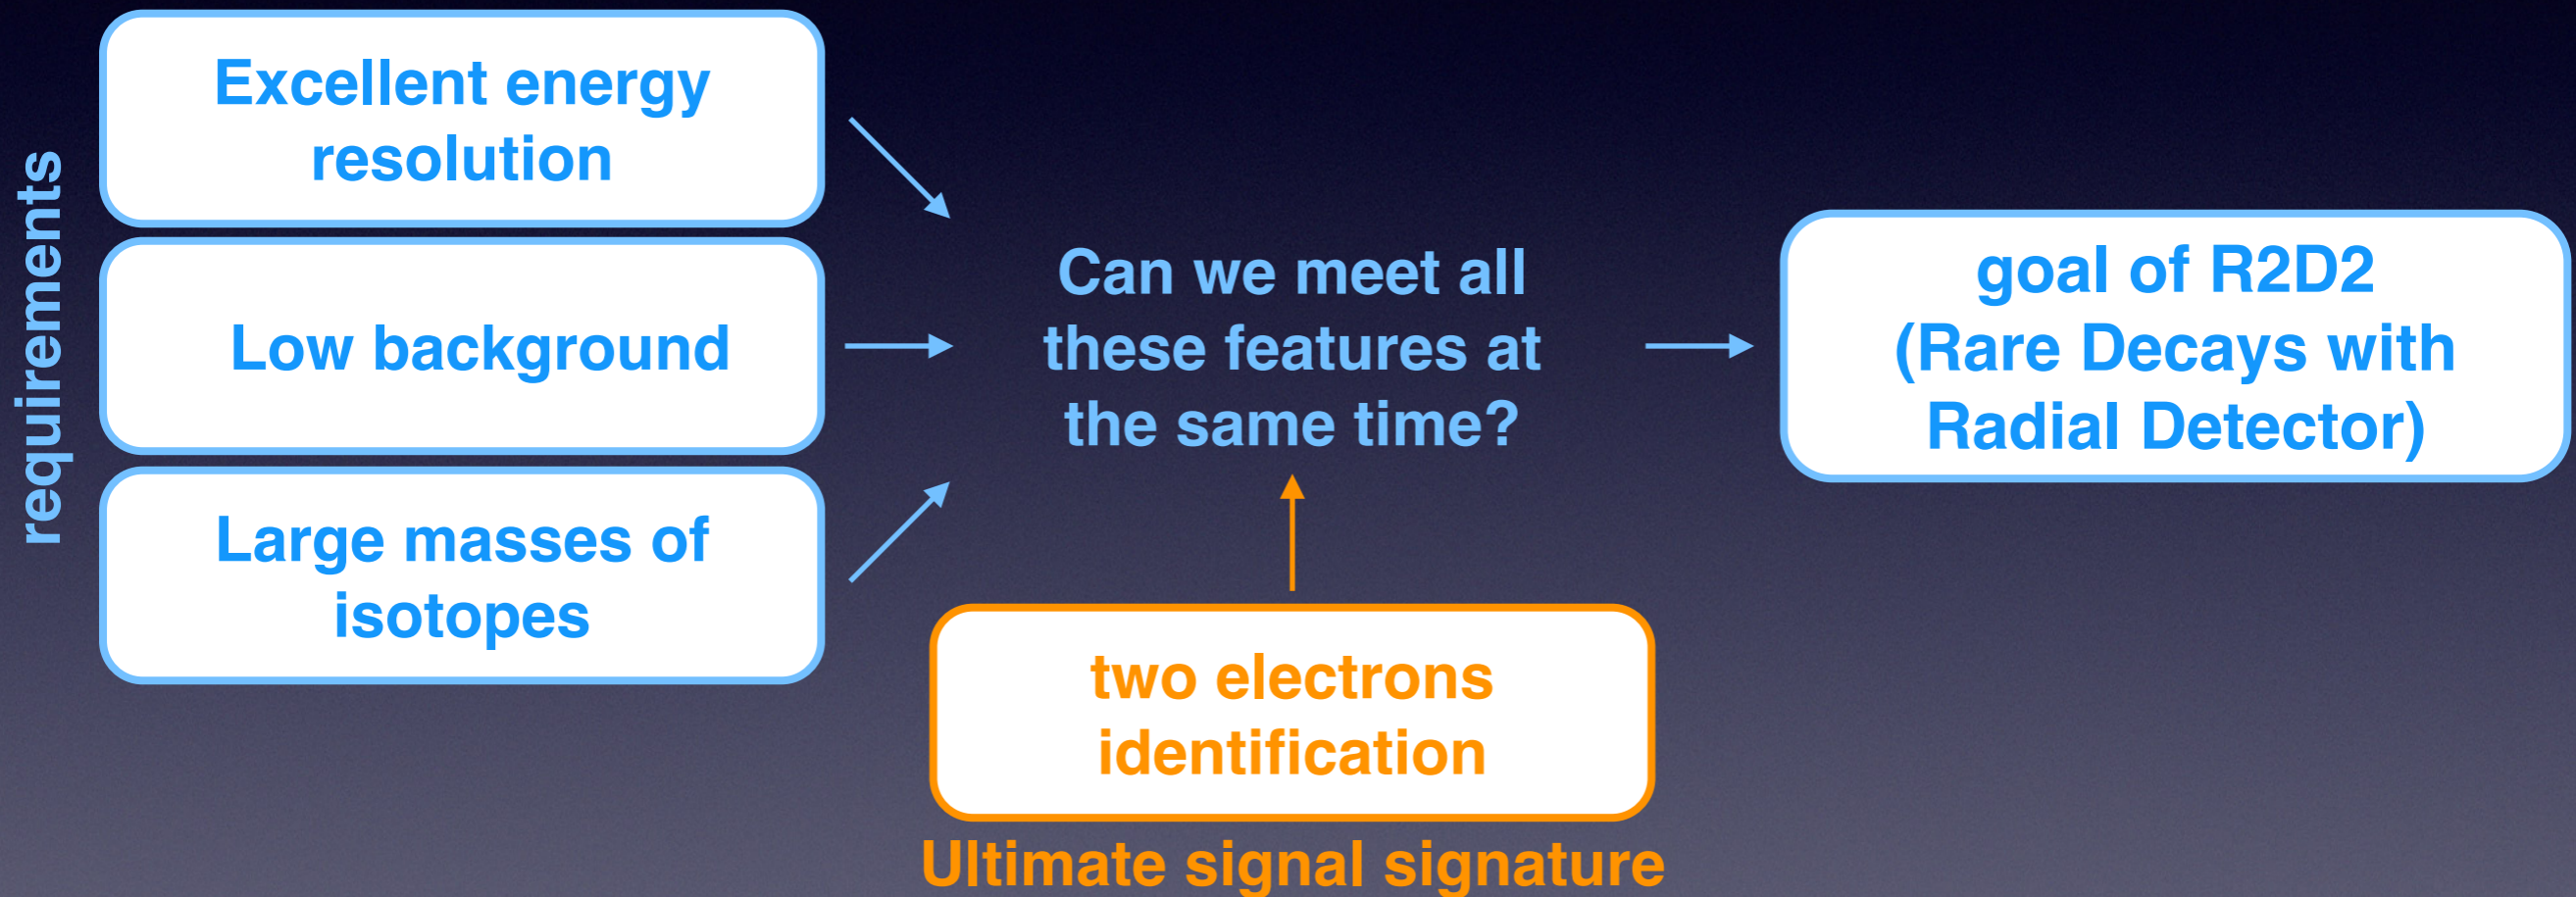 requirements
Excellent energy
resolution
Low background
Large masses of
isotopes
Can we meet all
these features at
the same time?
goal of R2D2
(Rare Decays with
Radial Detector)
two electrons
identification
Ultimate signal signature